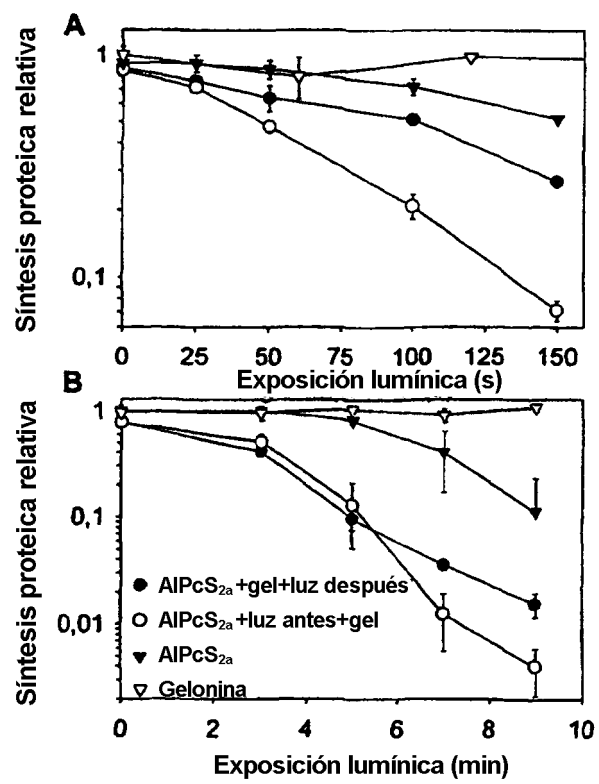 A
Síntesis proteica relativa
1
0,1
0 25 50 75 100 125 150
Exposición lumínica (s)
B
Síntesis proteica relativa
1
0,1
0,01
AlPcS2a +gel+luz después
AlPcS2a +luz antes+gel
AlPcS2a
Gelonina
0 2 4 6 8 10
Exposición lumínica (min)